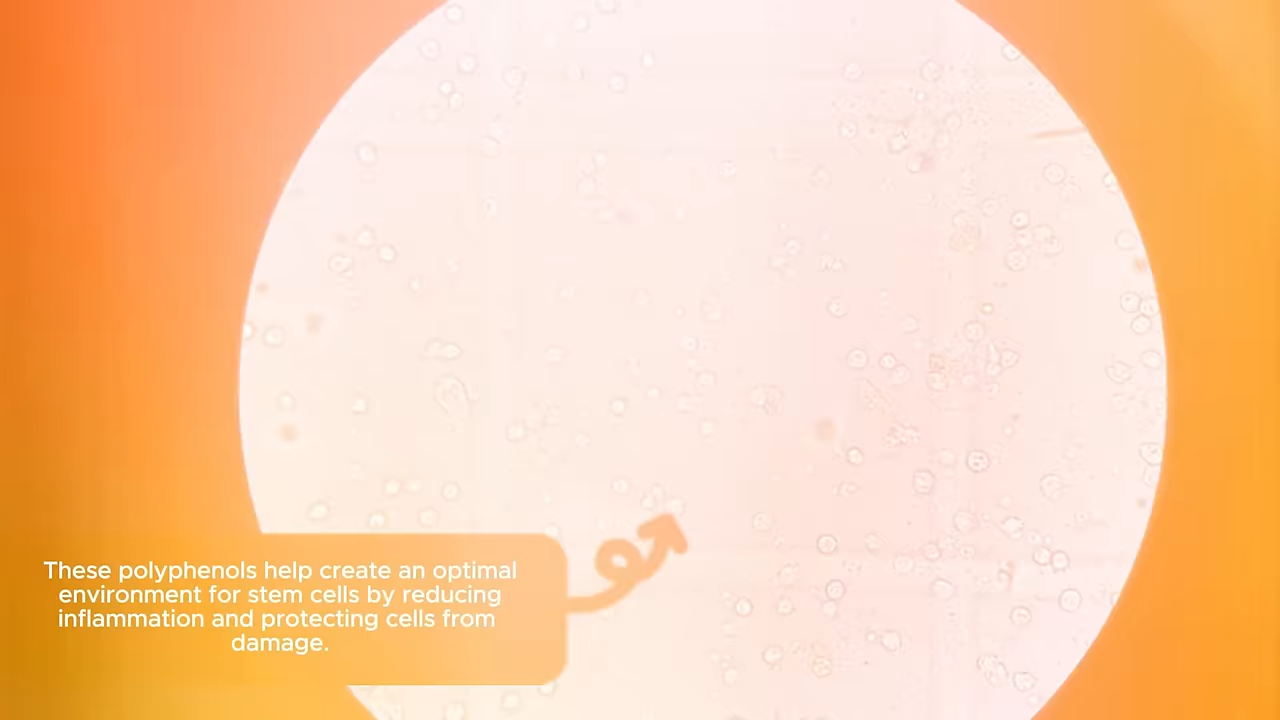 These polyphenols help create an optimal
environment for stem cells by reducing
inflammation and protecting cells from
damage.